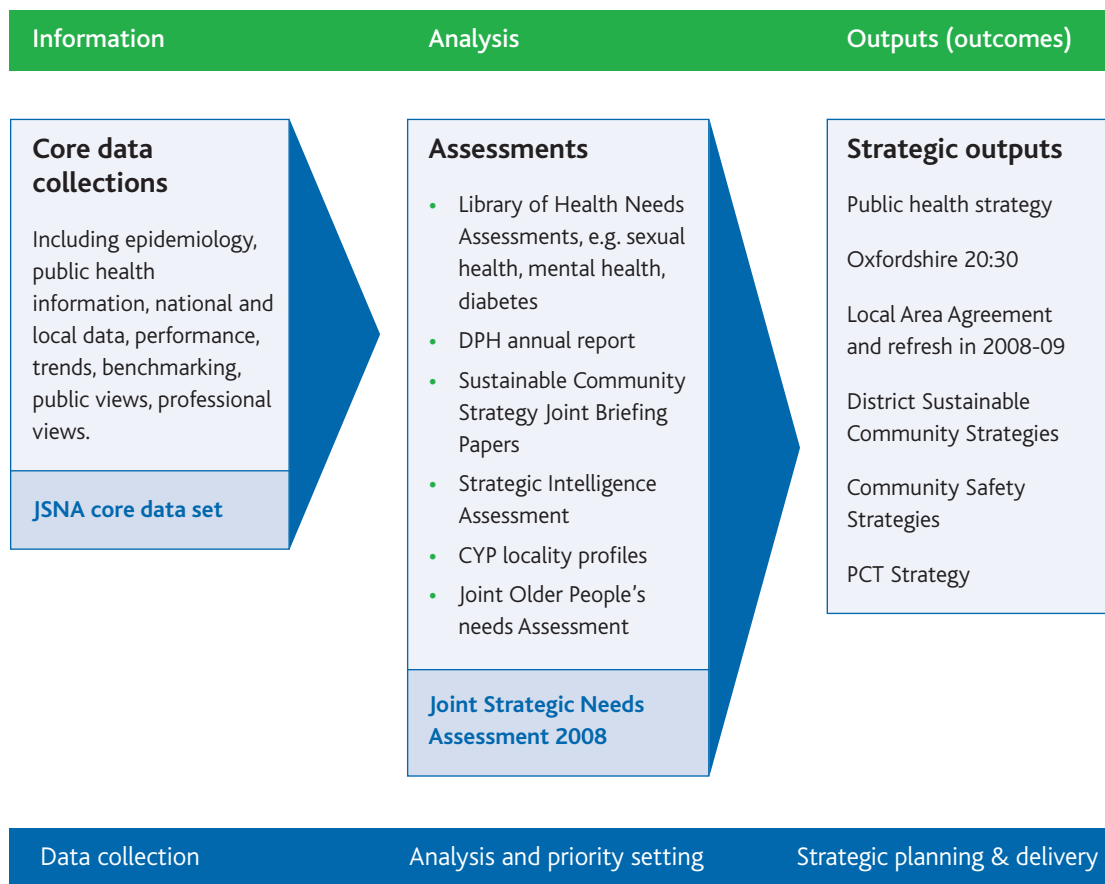 Information
Analysis
Outputs (outcomes)
Core data
collections
Including epidemiology,
public health
information, national and
local data, performance,
trends, benchmarking,
public views, professional
views.
JSNA core data set
Assessments
• Library of Health Needs
Assessments, e.g. sexual
health, mental health,
diabetes
• DPH annual report
• Sustainable Community
Strategy Joint Briefing
Papers
• Strategic Intelligence
Assessment
• CYP locality profiles
• Joint Older People’s
needs Assessment
Joint Strategic Needs
Assessment 2008
Strategic outputs
Public health strategy
Oxfordshire 20:30
Local Area Agreement
and refresh in 2008-09
District Sustainable
Community Strategies
Community Safety
Strategies
PCT Strategy
Data collection
Analysis and priority setting
Strategic planning & delivery